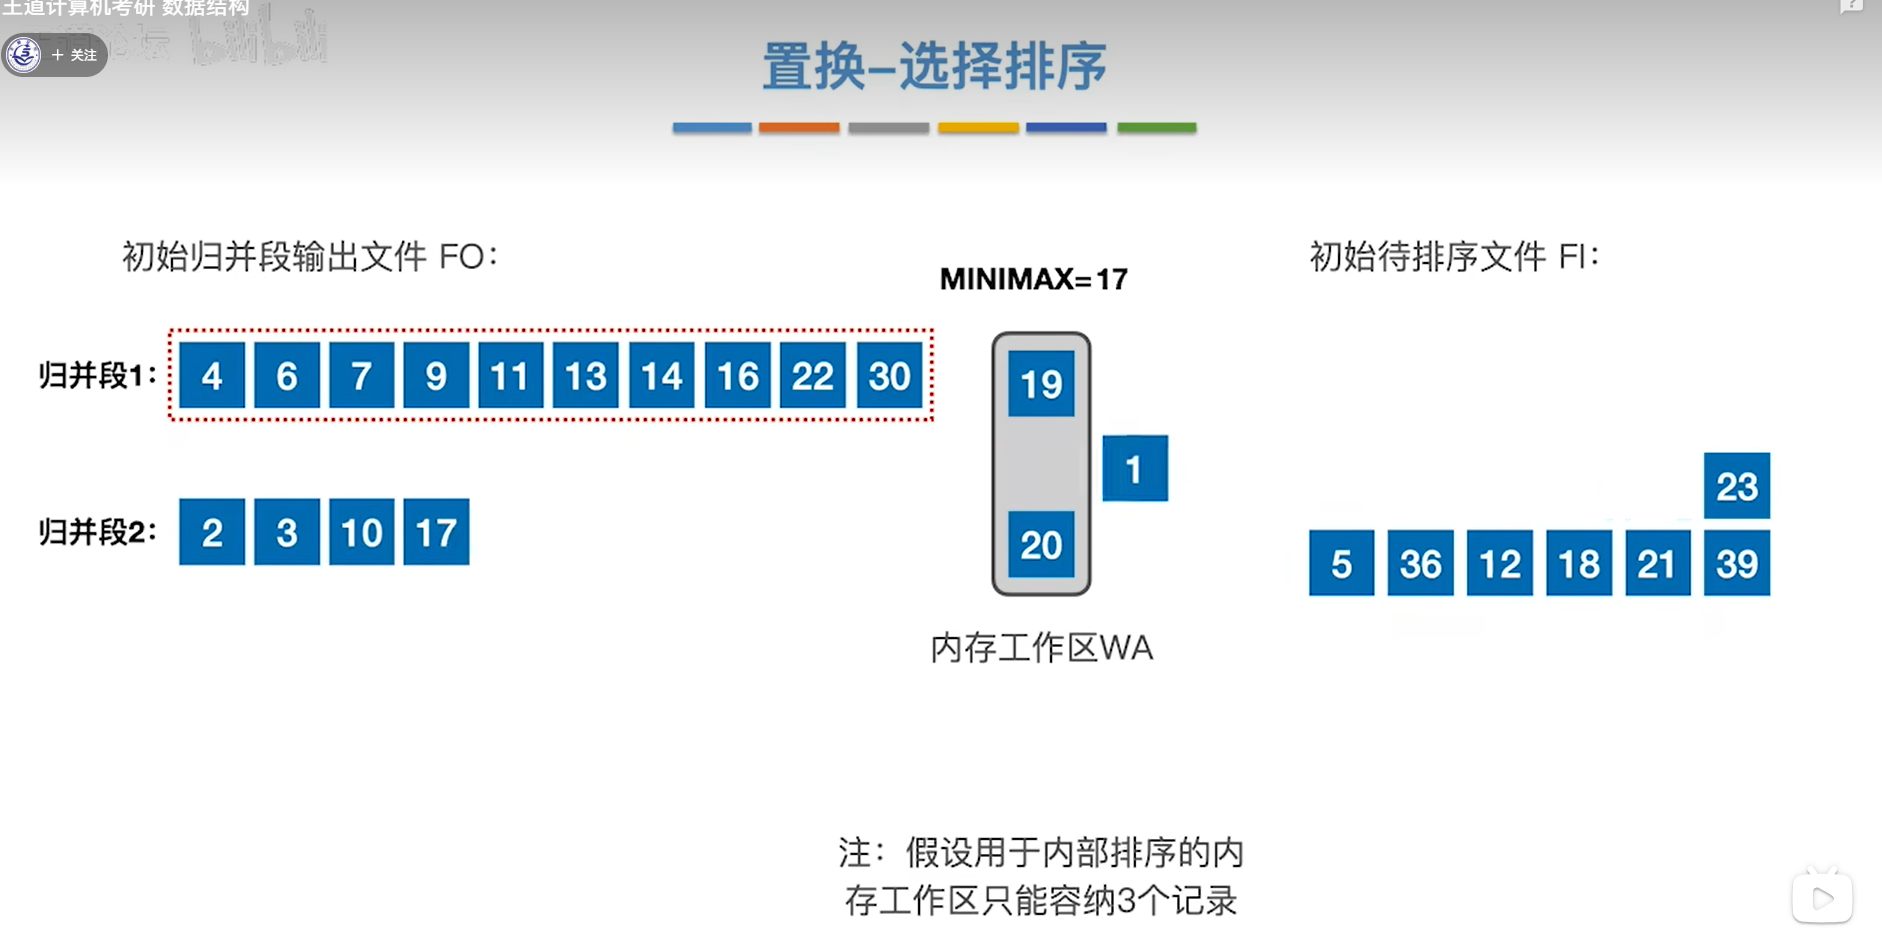 王道计算机考研 数据结构
+ 关注
bilibili
置换-选择排序
初始归并段输出文件 FO：
初始待排序文件 FI：
MINIMAX=17
归并段1： 4 6 7 9 11 13 14 16 22 30
19
1
23
归并段2： 2 3 10 17
20
5 36 12 18 21 39
内存工作区WA
注：假设用于内部排序的内
存工作区只能容纳3个记录